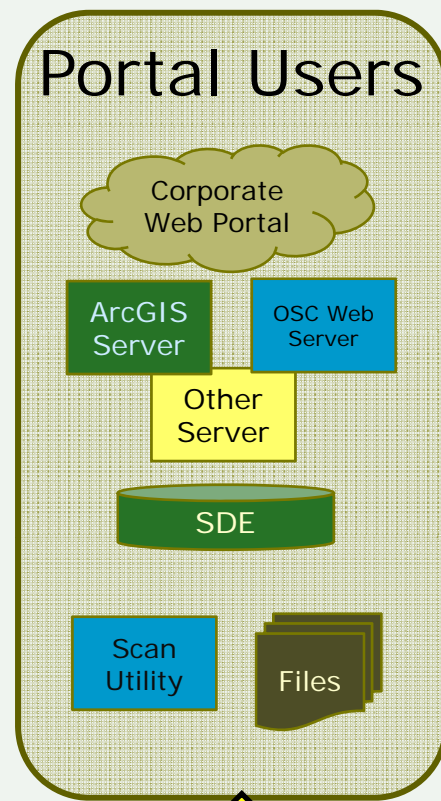 Portal Users
Corporate
Web Portal
ArcGIS
Server
OSC Web
Server
Other
Server
SDE
Scan
Utility
Files